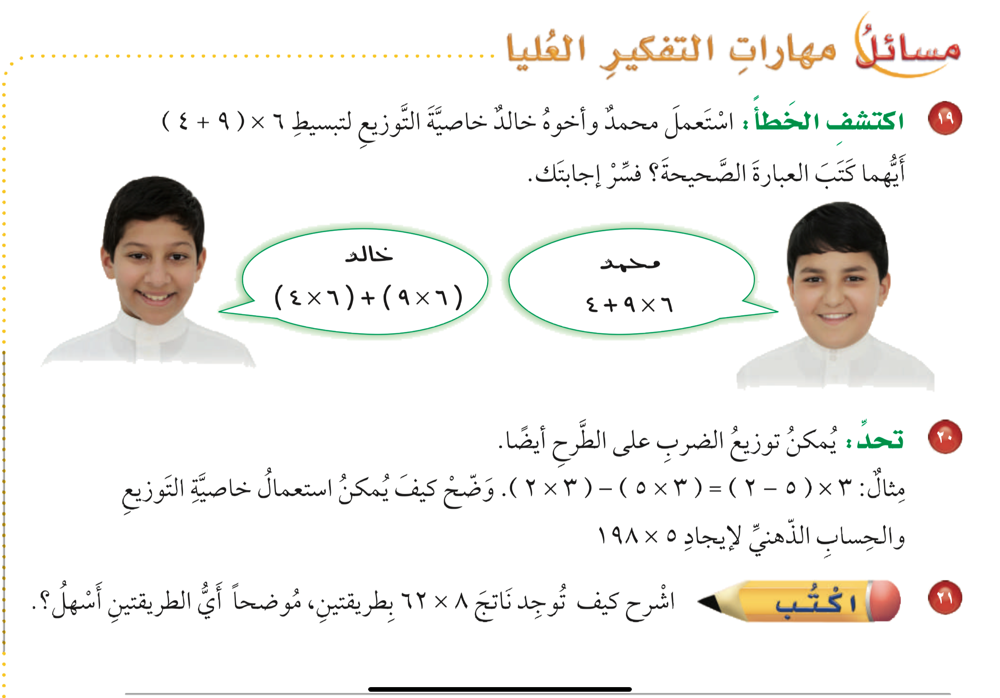 مسائلُ مهاراتِ التفكيرِ العُليا
١٩ اكتشفِ الخَطأَ: اسْتَعملَ محمدٌ وأخوهُ خالدٌ خاصيَّةَ التَّوزيعِ لتبسيطِ ٦ × ( ٩ + ٤ )
أَيُّهما كَتَبَ العبارةَ الصَّحيحةَ؟ فسِّرْ إجابتَك.
محمدٌ
٦ × ٩ + ٤
خالدٌ
(٦ × ٩) + (٦ × ٤)
٢٠ تحدٍّ: يُمكنُ توزيعُ الضربِ على الطَّرحِ أيضًا.
مِثالٌ: ٣ × ( ٥ – ٢ ) = ( ٣ × ٥ ) – ( ٣ × ٢ ). وَضّحْ كيفَ يُمكنُ استعمالُ خاصيَّةِ التَوزيعِ
والحِسابِ الذّهنيِّ لإيجادِ ٥ × ١٩٨
٢١ اكْتُب اشْرح كيف تُوجِد نَاتجَ ٨ × ٦٢ بِطريقتينِ، مُوضحاً أَيُّ الطريقتينِ أَسْهلُ؟.